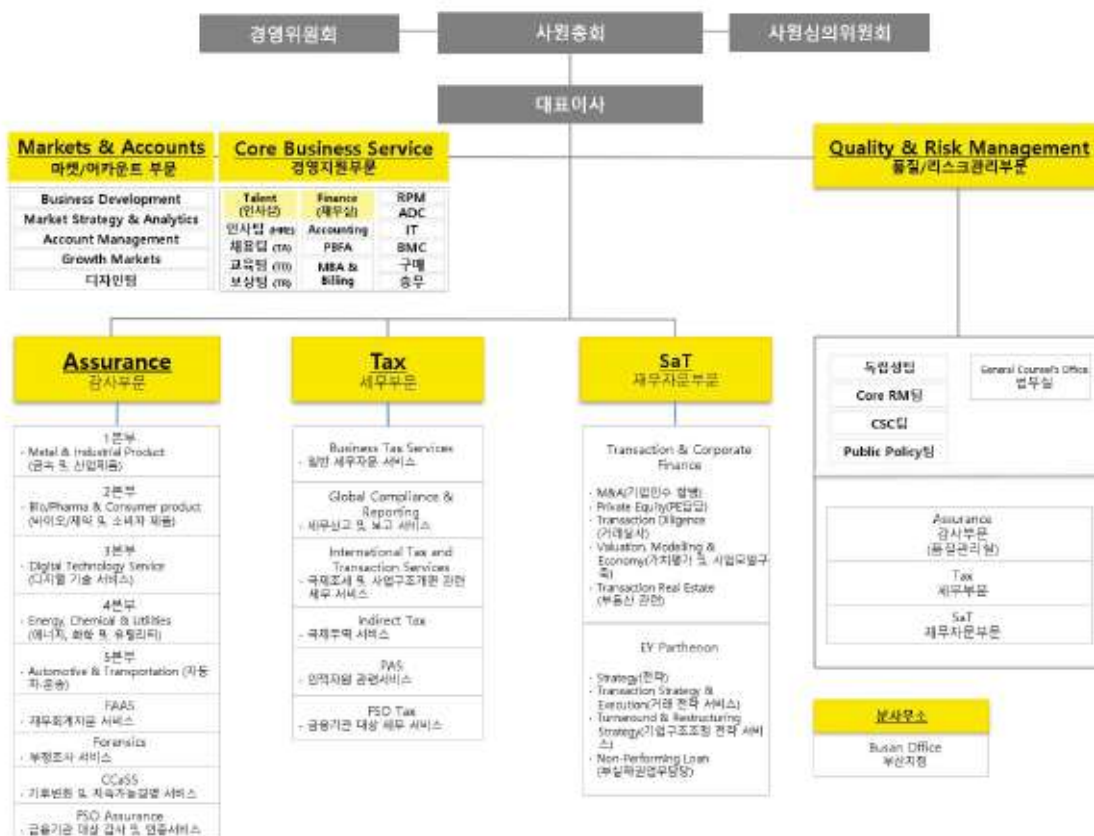 경영위원회
사원총회
사원심의위원회
대표이사
Markets & Accounts
마켓/어카운트 부문
Business Development
Market Strategy & Analytics
Account Management
Growth Markets
디자인팀
Core Business Service
경영지원부문
Talent
(인사실)
인사팀
채용팀 (TA)
교육팀 (TD)
보상팀 (TR)
Finance
(재무실)
Accounting
PBFA
MBA &
Billing
RPM
ADC
IT
BMC
구매
총무
Quality & Risk Management
품질/리스크관리부문
Assurance
감사부문
1본부
- Metal & Industrial Product
(금속 및 산업제품)
2본부
- Bio/Pharma & Consumer product
(바이오/제약 및 소비자 제품)
3본부
- Digital Technology Service
(디지털 기술 서비스)
4본부
- Energy, Chemical & Utilities
(에너지, 화학 및 유틸리티)
5본부
- Automotive & Transportation (자동
차·운송)
FAAS
- 재무회계자문 서비스
Forensics
- 부정조사 서비스
CCaSS
- 기후변화 및 지속가능경영 서비스
FSO Assurance
- 금융기관 대상 감사 및 인증서비스
Tax
세무부문
Business Tax Services
- 일반 세무자문 서비스
Global Compliance &
Reporting
- 세무신고 및 보고 서비스
International Tax and
Transaction Services
- 국제조세 및 사업구조개편 관련
세무 서비스
Indirect Tax
- 국제무역 서비스
PAS
- 인적자원 관련서비스
FSO Tax
- 금융기관 대상 세무 서비스
SaT
재무자문부문
Transaction & Corporate
Finance
- M&A(기업인수 합병)
- Private Equity(PE담당)
- Transaction Diligence
(거래실사)
- Valuation, Modelling &
Economy(가치평가 및 사업모델구
축)
- Transaction Real Estate
(부동산 관련)
EY Parthenon
- Strategy(전략)
- Transaction Strategy &
Execution(거래 전략 서비스)
- Turnaround & Restructuring
Strategy(기업구조조정 전략 서비
스)
- Non-Performing Loan
(부실채권업무담당)
독립성팀
Core RM팀
CSC팀
Public Policy팀
General Counsel's Office
법무실
Assurance
감사부문
(품질관리실)
Tax
세무부문
SaT
재무자문부문
분사무소
Busan Office
부산지점